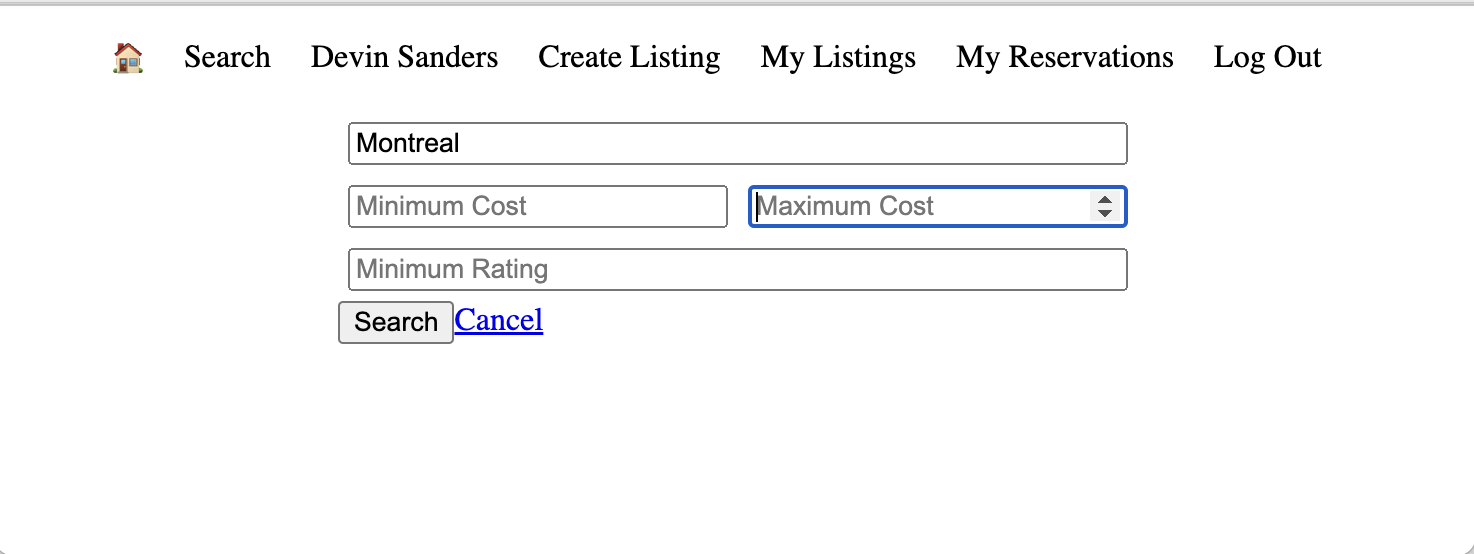 Search Devin Sanders Create Listing My Listings My Reservations Log Out
Montreal
Minimum Cost Maximum Cost
Minimum Rating
Search Cancel